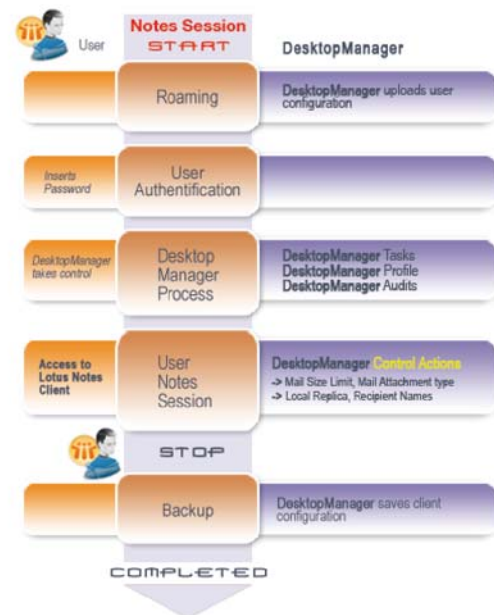 Notes Session
User
START
DesktopManager
Roaming
DesktopManager uploads user
configuration
Inserts
Password
User
Authentification
DesktopManager
takes control
Desktop
Manager
Process
DesktopManager Tasks
DesktopManager Profile
DesktopManager Audits
Access to
Lotus Notes
Client
User
Notes
Session
DesktopManager Control Actions
-> Mail Size Limit, Mail Attachment type
-> Local Replica, Recipient Names
STOP
Backup
DesktopManager saves client
configuration
COMPLETED